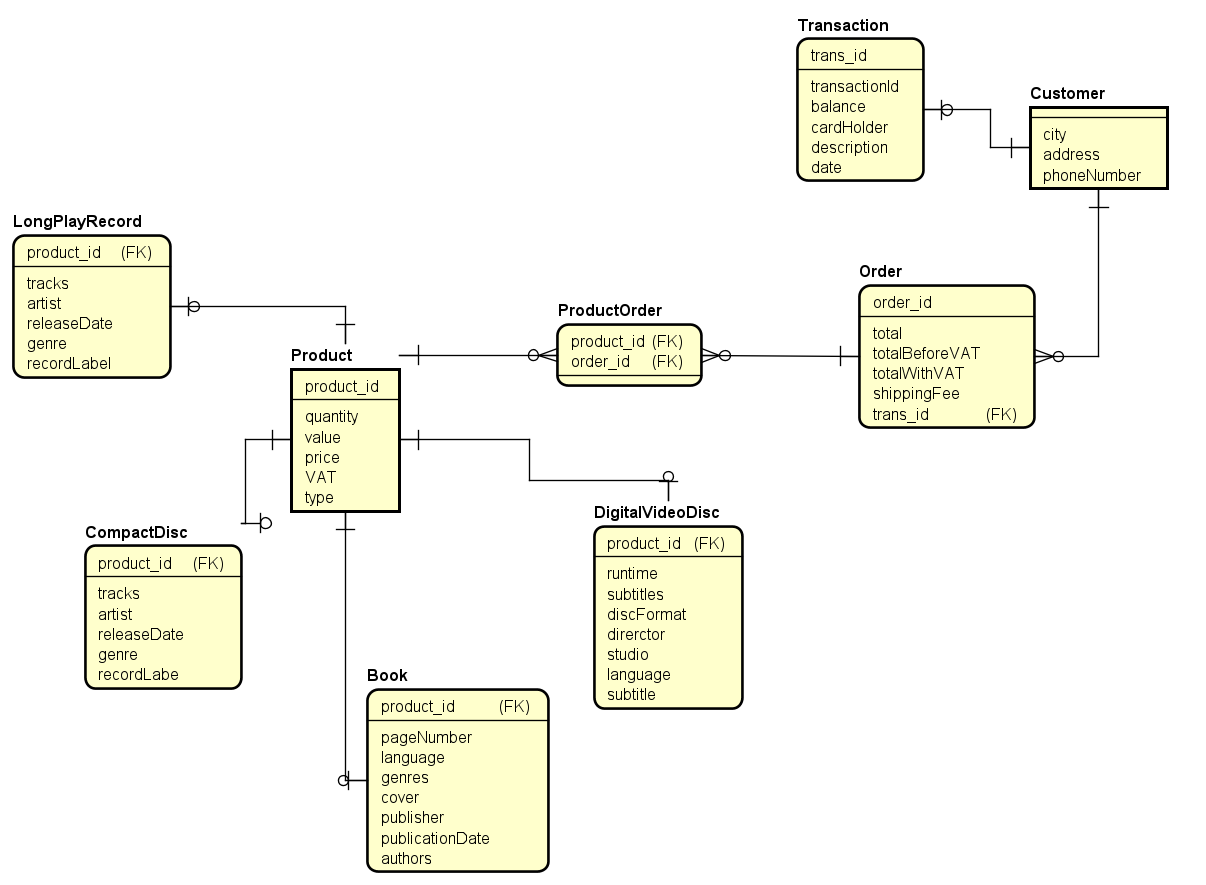 Transaction
trans_id
transactionId
balance
cardHolder
description
date
Customer
city
address
phoneNumber
LongPlayRecord
product_id (FK)
tracks
artist
releaseDate
genre
recordLabel
ProductOrder
product_id (FK)
order_id (FK)
Order
order_id
total
totalBeforeVAT
totalWithVAT
shippingFee
trans_id (FK)
Product
product_id
quantity
value
price
VAT
type
CompactDisc
product_id (FK)
tracks
artist
releaseDate
genre
recordLabe
DigitalVideoDisc
product_id (FK)
runtime
subtitles
discFormat
direrctor
studio
language
subtitle
Book
product_id (FK)
pageNumber
language
genres
cover
publisher
publicationDate
authors